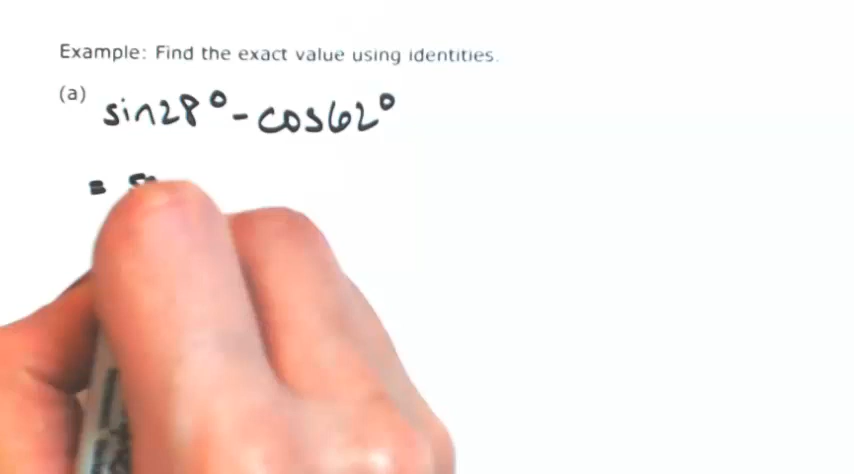 Example: Find the exact value using identities.
(a) sin28° - cos62°
=